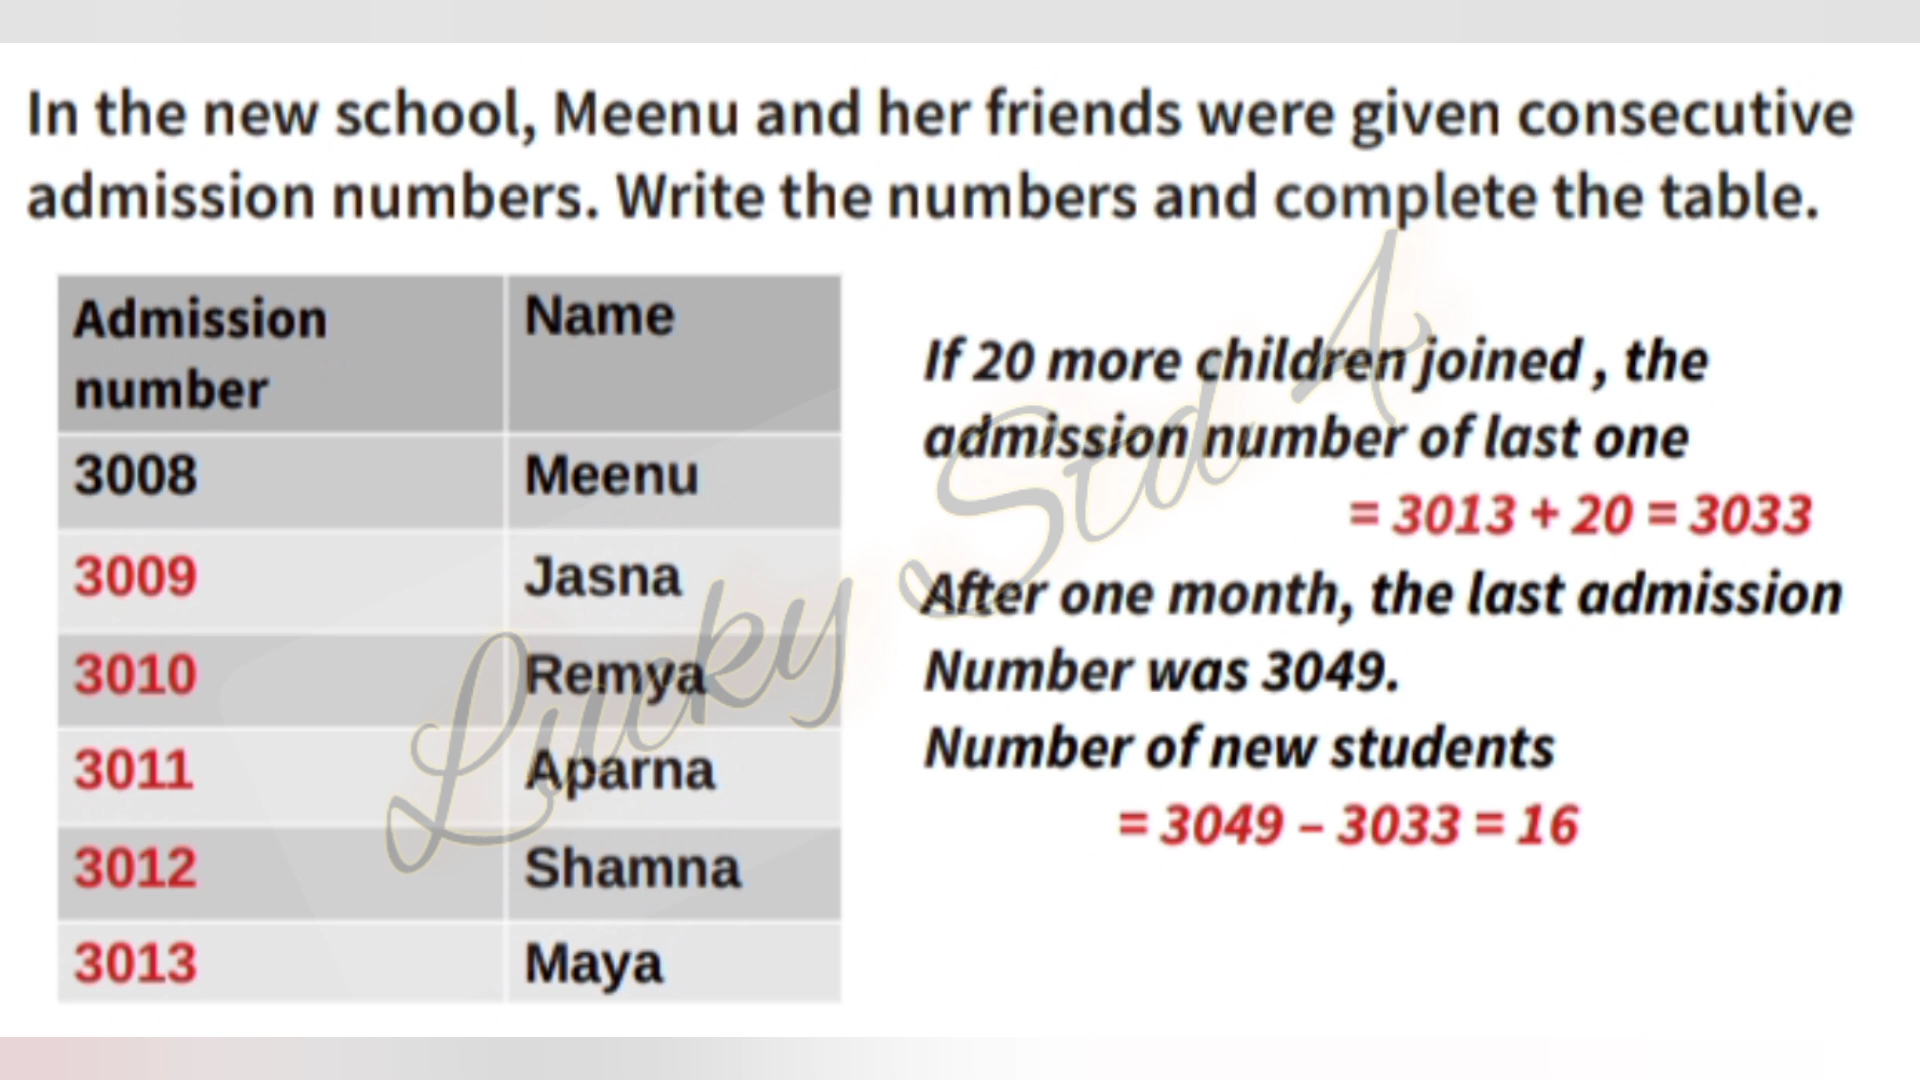 In the new school, Meenu and her friends were given consecutive
admission numbers. Write the numbers and complete the table.
Admission number Name
3008 Meenu
3009 Jasna
3010 Remya
3011 Aparna
3012 Shamna
3013 Maya
If 20 more children joined , the
admission number of last one
= 3013 + 20 = 3033
After one month, the last admission
Number was 3049.
Number of new students
= 3049 – 3033 = 16
Lucky Std 4